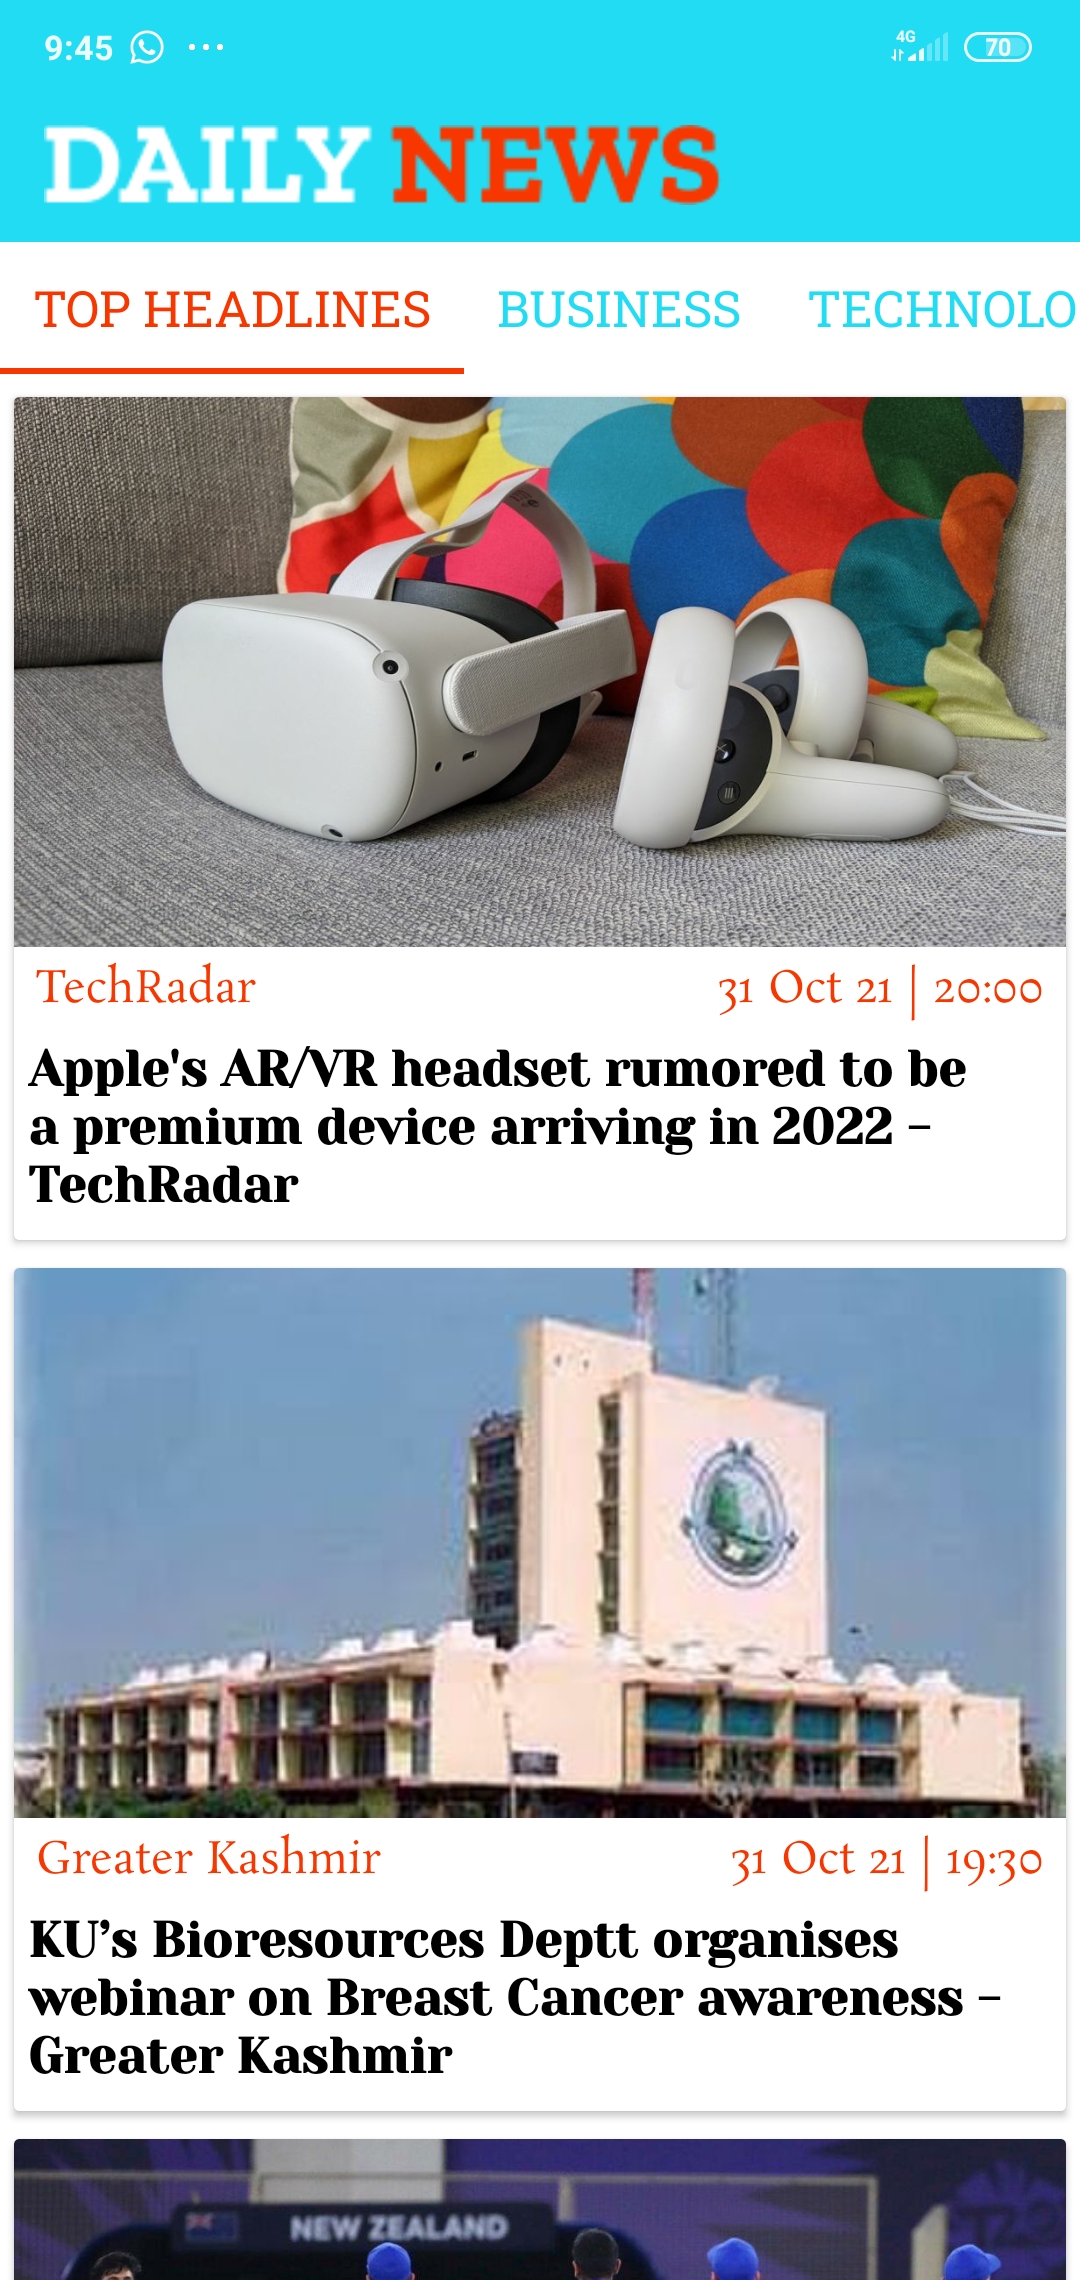 9:45
4G
70
DAILY NEWS
TOP HEADLINES
BUSINESS
TECHNOLO
TechRadar
31 Oct 21 | 20:00
Apple's AR/VR headset rumored to be
a premium device arriving in 2022 -
TechRadar
Greater Kashmir
31 Oct 21 | 19:30
KU’s Bioresources Deptt organises
webinar on Breast Cancer awareness -
Greater Kashmir
NEW ZEALAND
T20